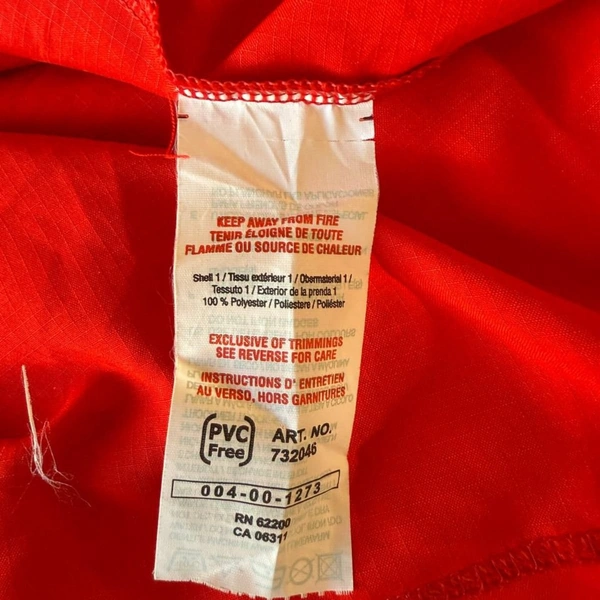 KEEP AWAY FROM FIRE
TENIR ÉLOIGNE DE TOUTE
FLAMME OU SOURCE DE CHALEUR
Shell 1 / Tissu extérieur 1 / Obermaterial 1 /
Tessuto 1 / Exterior de la prenda 1
100 % Polyester / Poliestere / Poliéster
EXCLUSIVE OF TRIMMINGS
SEE REVERSE FOR CARE
INSTRUCTIONS D' ENTRETIEN
AU VERSO, HORS GARNITURES
PVC
Free
ART. NO.
732046
004-00-1273
RN 62200
CA 06311